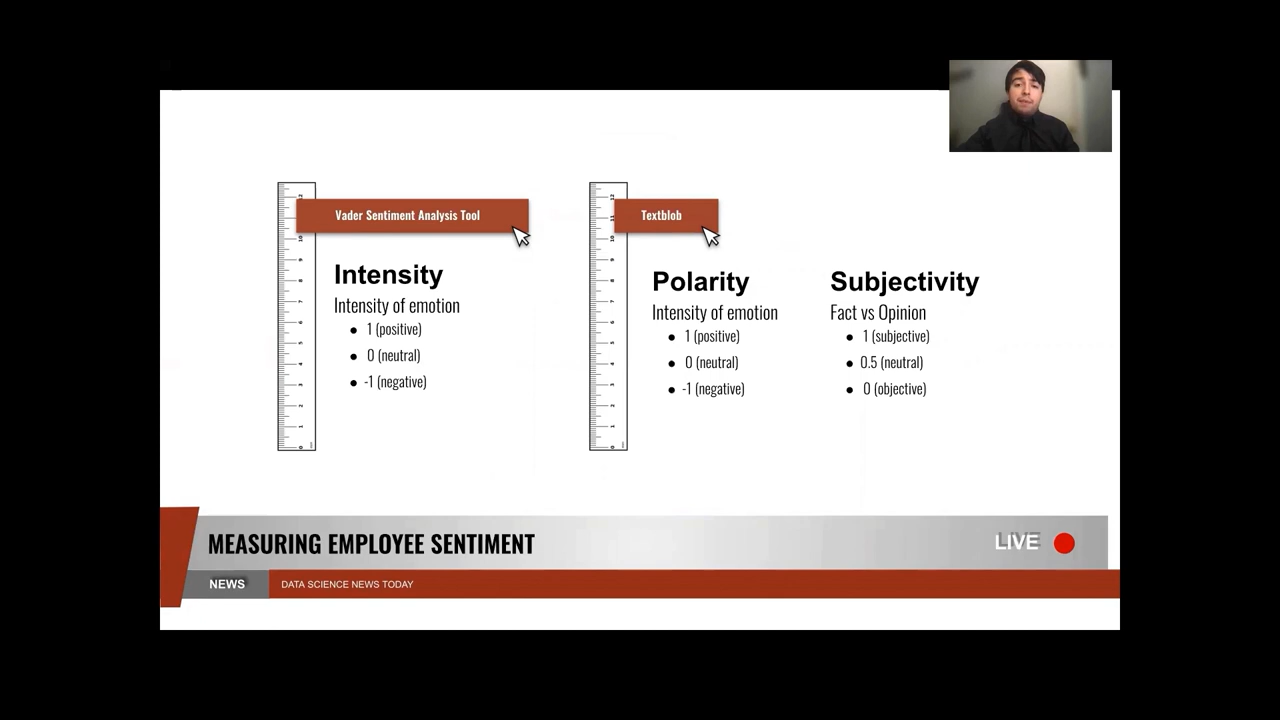 Vader Sentiment Analysis Tool
Intensity
Intensity of emotion
● 1 (positive)
● 0 (neutral)
● -1 (negative)
Textblob
Polarity
Intensity of emotion
● 1 (positive)
● 0 (neutral)
● -1 (negative)
Subjectivity
Fact vs Opinion
● 1 (subjective)
● 0.5 (neutral)
● 0 (objective)
MEASURING EMPLOYEE SENTIMENT
LIVE
NEWS
DATA SCIENCE NEWS TODAY